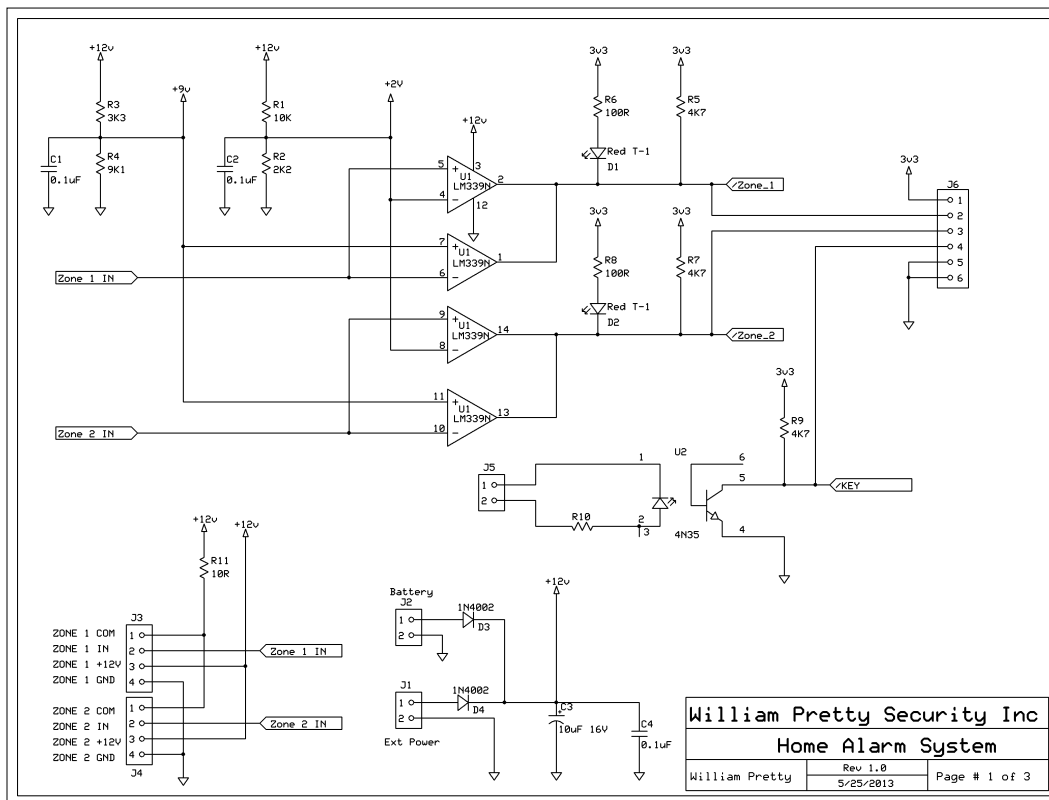 +12v
+12v
+9v
+2V
+12v
3v3
3v3
R3
3K3
R1
10K
R6
100R
R5
4K7
C1
0.1uF
R4
9K1
C2
0.1uF
R2
2K2
Red T-1
D1
5
+
4
-
U1
LM339N
3
2
12
/Zone_1
3v3
J6
1
2
3
4
5
6
7
+
6
-
U1
LM339N
1
Zone 1 IN
3v3
3v3
R8
100R
R7
4K7
Red T-1
D2
9
+
8
-
U1
LM339N
14
/Zone_2
11
+
10
-
U1
LM339N
13
Zone 2 IN
3v3
R9
4K7
J5
1
2
R10
1
2
3
U2
6
5
4
4N35
/KEY
+12v
+12v
R11
10R
J3
ZONE 1 COM
1
ZONE 1 IN
2
Zone 1 IN
ZONE 1 +12V
3
ZONE 1 GND
4
ZONE 2 COM
1
ZONE 2 IN
2
Zone 2 IN
ZONE 2 +12V
3
ZONE 2 GND
4
J4
Battery
J2
1
2
1N4002
D3
+12v
J1
1
2
Ext Power
1N4002
D4
C3
+
10uF 16V
C4
0.1uF
William Pretty Security Inc
Home Alarm System
William Pretty
Rev 1.0
5/25/2013
Page # 1 of 3